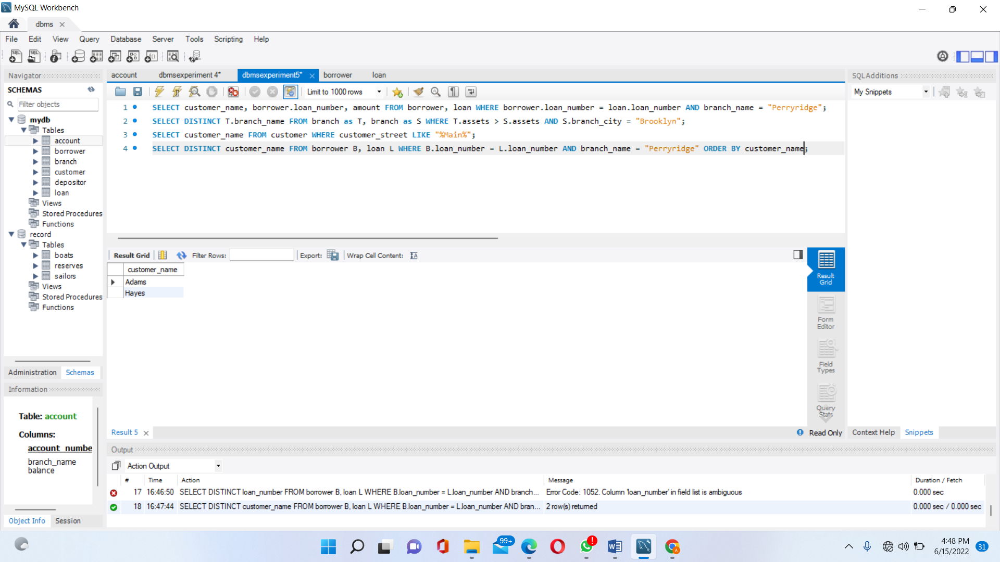 MySQL Workbench
dbms
File Edit View Query Database Server Tools Scripting Help
Navigator
SCHEMAS
Filter objects
mydb
Tables
account
borrower
branch
customer
depositor
loan
Views
Stored Procedures
Functions
record
Tables
boats
reserves
sailors
Views
Stored Procedures
Functions
Administration Schemas
Information
Table: account
Columns:
account_numbe
branch_name
balance
Object Info Session
account dbmsexperiment 4* dbmsexperiment5* borrower loan
Limit to 1000 rows
1 SELECT customer_name, borrower.loan_number, amount FROM borrower, loan WHERE borrower.loan_number = loan.loan_number AND branch_name = "Perryridge";
2 SELECT DISTINCT T.branch_name FROM branch as T, branch as S WHERE T.assets > S.assets AND S.branch_city = "Brooklyn";
3 SELECT customer_name FROM customer WHERE customer_street LIKE "%Main%";
4 SELECT DISTINCT customer_name FROM borrower B, loan L WHERE B.loan_number = L.loan_number AND branch_name = "Perryridge" ORDER BY customer_name;
Result Grid Filter Rows: Export: Wrap Cell Content:
customer_name
Adams
Hayes
Result
Grid
Form
Editor
Field
Types
Query
Stats
Result 5
Read Only
SQLAdditions
My Snippets
Context Help Snippets
Output
Action Output
# Time Action Message Duration / Fetch
17 16:46:50 SELECT DISTINCT loan_number FROM borrower B, loan L WHERE B.loan_number = L.loan_number AND branch... Error Code: 1052. Column 'loan_number' in field list is ambiguous 0.000 sec
18 16:47:44 SELECT DISTINCT customer_name FROM borrower B, loan L WHERE B.loan_number = L.loan_number AND bran... 2 row(s) returned 0.000 sec / 0.000 sec
99+
4:48 PM
6/15/2022
31